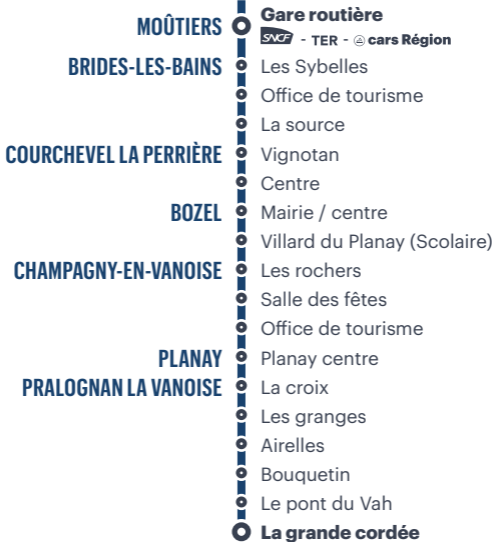 MOÛTIERS Gare routière
SNCF - TER - cars Région
BRIDES-LES-BAINS Les Sybelles
Office de tourisme
La source
COURCHEVEL LA PERRIÈRE Vignotan
Centre
BOZEL Mairie / centre
Villard du Planay (Scolaire)
CHAMPAGNY-EN-VANOISE Les rochers
Salle des fêtes
Office de tourisme
PLANAY Planay centre
PRALOGNAN LA VANOISE La croix
Les granges
Airelles
Bouquetin
Le pont du Vah
La grande cordée